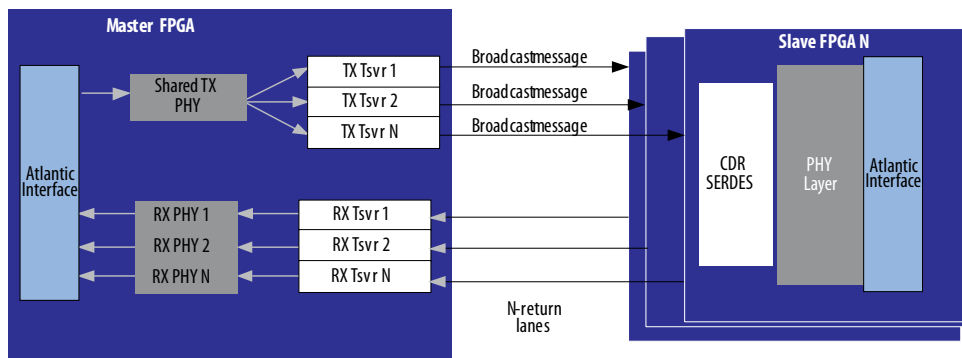 Master FPGA
Slave FPGA N
Atlantic
Interface
Shared TX
PHY
TX Tsvr 1
TX Tsvr 2
TX Tsvr N
Broadcastmessage
Broadcastmessage
Broadcastmessage
RX PHY 1
RX PHY 2
RX PHY N
RX Tsvr 1
RX Tsvr 2
RX Tsvr N
N-return
lanes
CDR
SERDES
PHY
Layer
Atlantic
Interface